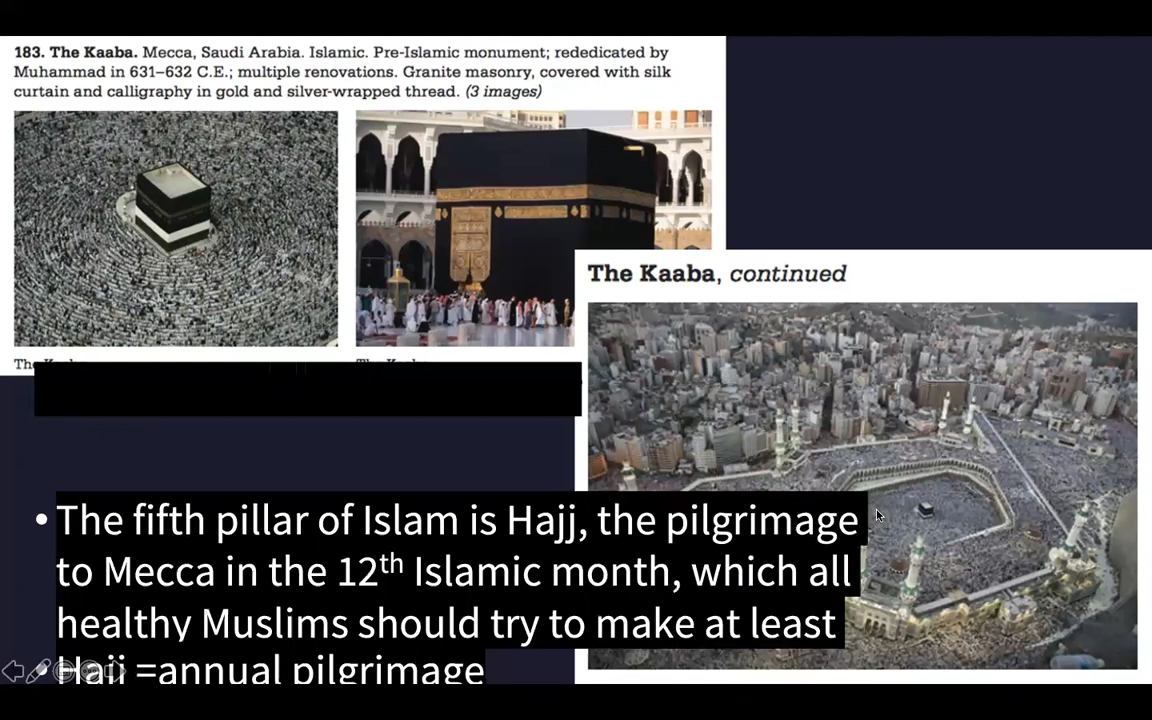 183. The Kaaba. Mecca, Saudi Arabia. Islamic. Pre-Islamic monument; rededicated by
Muhammad in 631–632 C.E.; multiple renovations. Granite masonry, covered with silk
curtain and calligraphy in gold and silver-wrapped thread. (3 images)
The Kaaba, continued
• The fifth pillar of Islam is Hajj, the pilgrimage
to Mecca in the 12th Islamic month, which all
healthy Muslims should try to make at least
• Hajj =annual pilgrimage